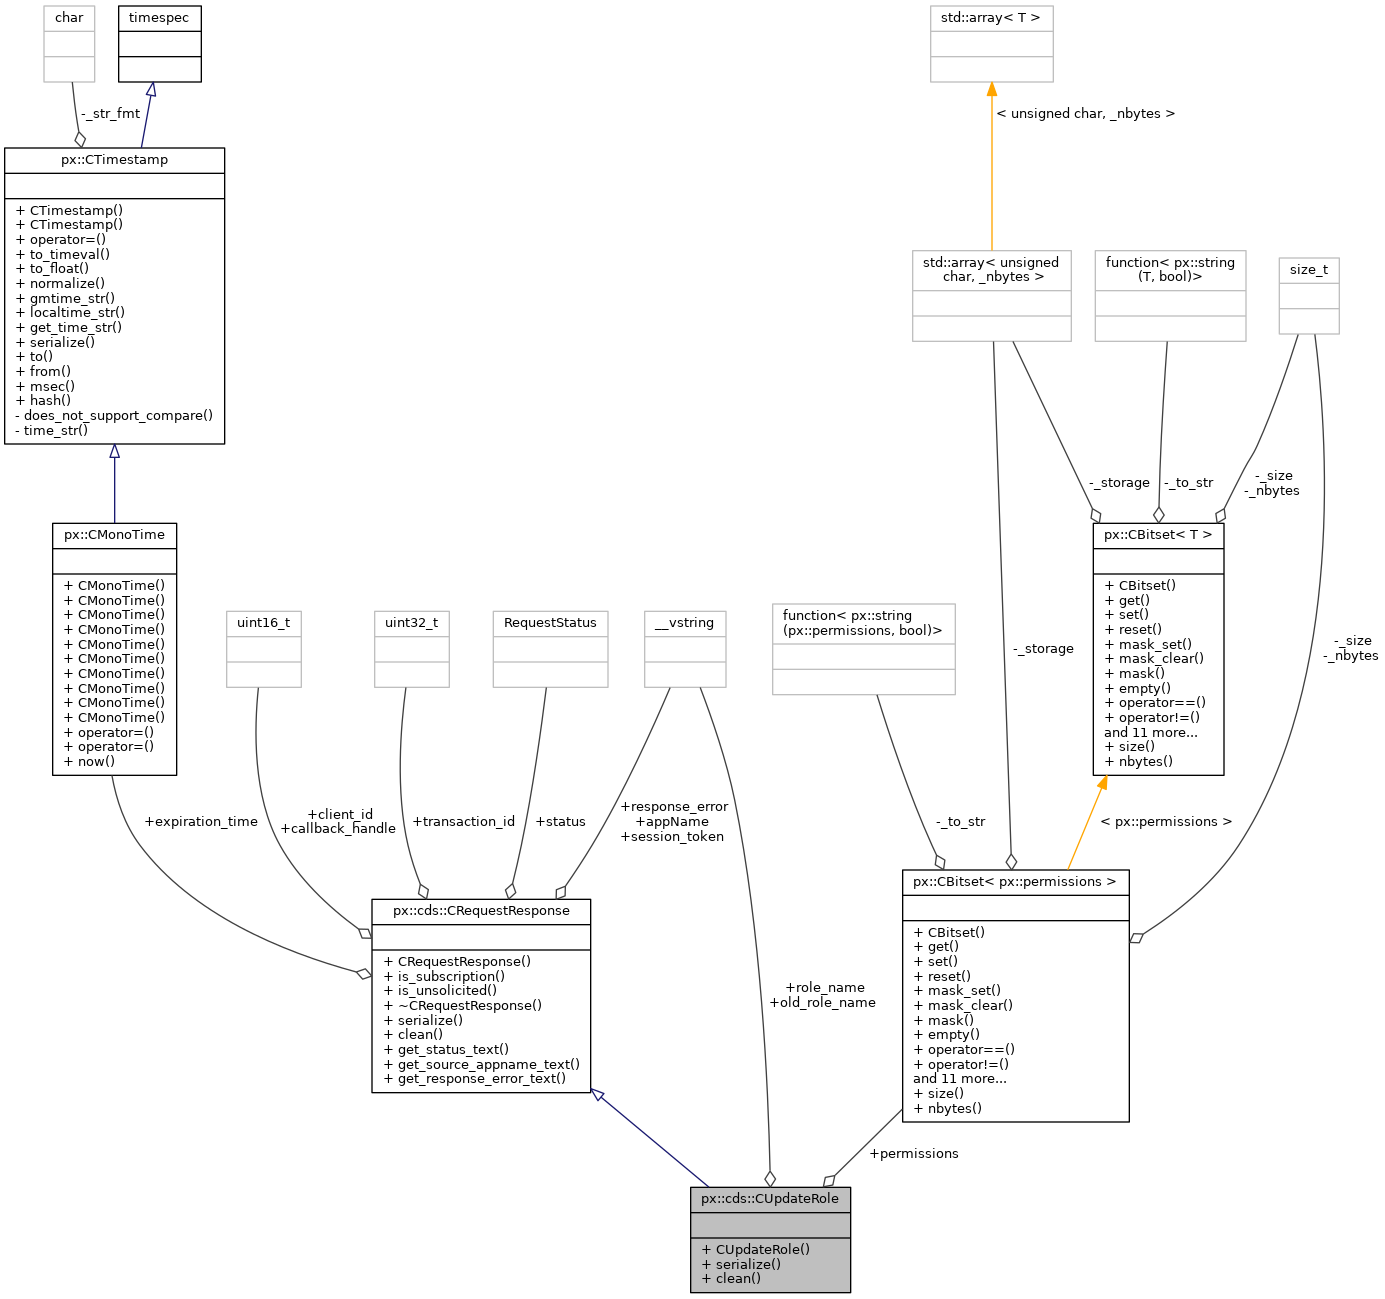 char
timespec
std::array< T >
-_str_fmt
< unsigned char, _nbytes >
px::CTimestamp
+ CTimestamp()
+ CTimestamp()
+ operator=()
+ to_timeval()
+ to_float()
+ normalize()
+ gmtime_str()
+ localtime_str()
+ get_time_str()
+ serialize()
+ to()
+ from()
+ msec()
+ hash()
- does_not_support_compare()
- time_str()
std::array< unsigned
char, _nbytes >
function< px::string
(T, bool)>
size_t
-_storage
-_to_str
-_size
-_nbytes
px::CMonoTime
+ CMonoTime()
+ CMonoTime()
+ CMonoTime()
+ CMonoTime()
+ CMonoTime()
+ CMonoTime()
+ CMonoTime()
+ CMonoTime()
+ CMonoTime()
+ CMonoTime()
+ operator=()
+ operator=()
+ now()
px::CBitset< T >
+ CBitset()
+ get()
+ set()
+ reset()
+ mask_set()
+ mask_clear()
+ mask()
+ empty()
+ operator==()
+ operator!=()
and 11 more...
+ size()
+ nbytes()
uint16_t
uint32_t
RequestStatus
__vstring
function< px::string
(px::permissions, bool)>
-_storage
-_size
-_nbytes
+expiration_time
+client_id
+callback_handle
+transaction_id
+status
+response_error
+appName
+session_token
-_to_str
< px::permissions >
px::cds::CRequestResponse
+ CRequestResponse()
+ is_subscription()
+ is_unsolicited()
+ ~CRequestResponse()
+ serialize()
+ clean()
+ get_status_text()
+ get_source_appname_text()
+ get_response_error_text()
+role_name
+old_role_name
px::CBitset< px::permissions >
+ CBitset()
+ get()
+ set()
+ reset()
+ mask_set()
+ mask_clear()
+ mask()
+ empty()
+ operator==()
+ operator!=()
and 11 more...
+ size()
+ nbytes()
+permissions
px::cds::CUpdateRole
+ CUpdateRole()
+ serialize()
+ clean()